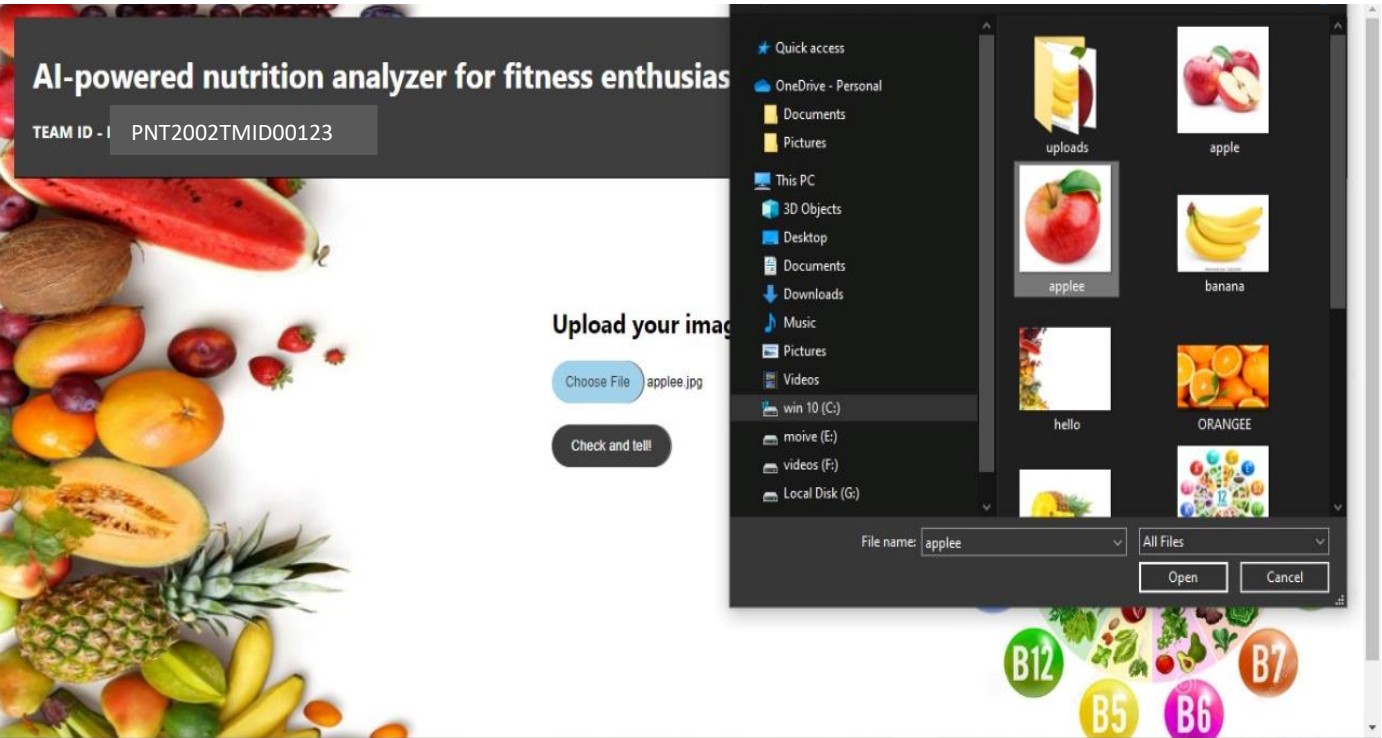 AI-powered nutrition analyzer for fitness enthusias
TEAM ID - PNT2002TMID00123
Upload your imag
Choose File applee.jpg
Check and tell!
Quick access
OneDrive - Personal
Documents
Pictures
This PC
3D Objects
Desktop
Documents
Downloads
Music
Pictures
Videos
win 10 (C:)
moive (E:)
videos (F:)
Local Disk (G:)
uploads
apple
applee
banana
hello
ORANGEE
12
File name: applee
All Files
Open
Cancel
B12
B7
B5
B6